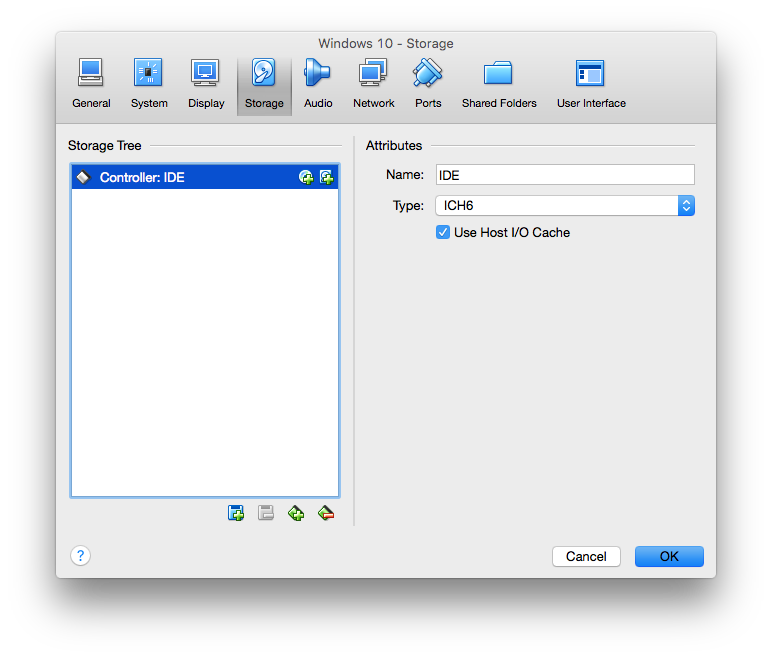 Windows 10 - Storage
General System Display Storage Audio Network Ports Shared Folders User Interface
Storage Tree
Controller: IDE
Attributes
Name: IDE
Type: ICH6
Use Host I/O Cache
?
Cancel OK